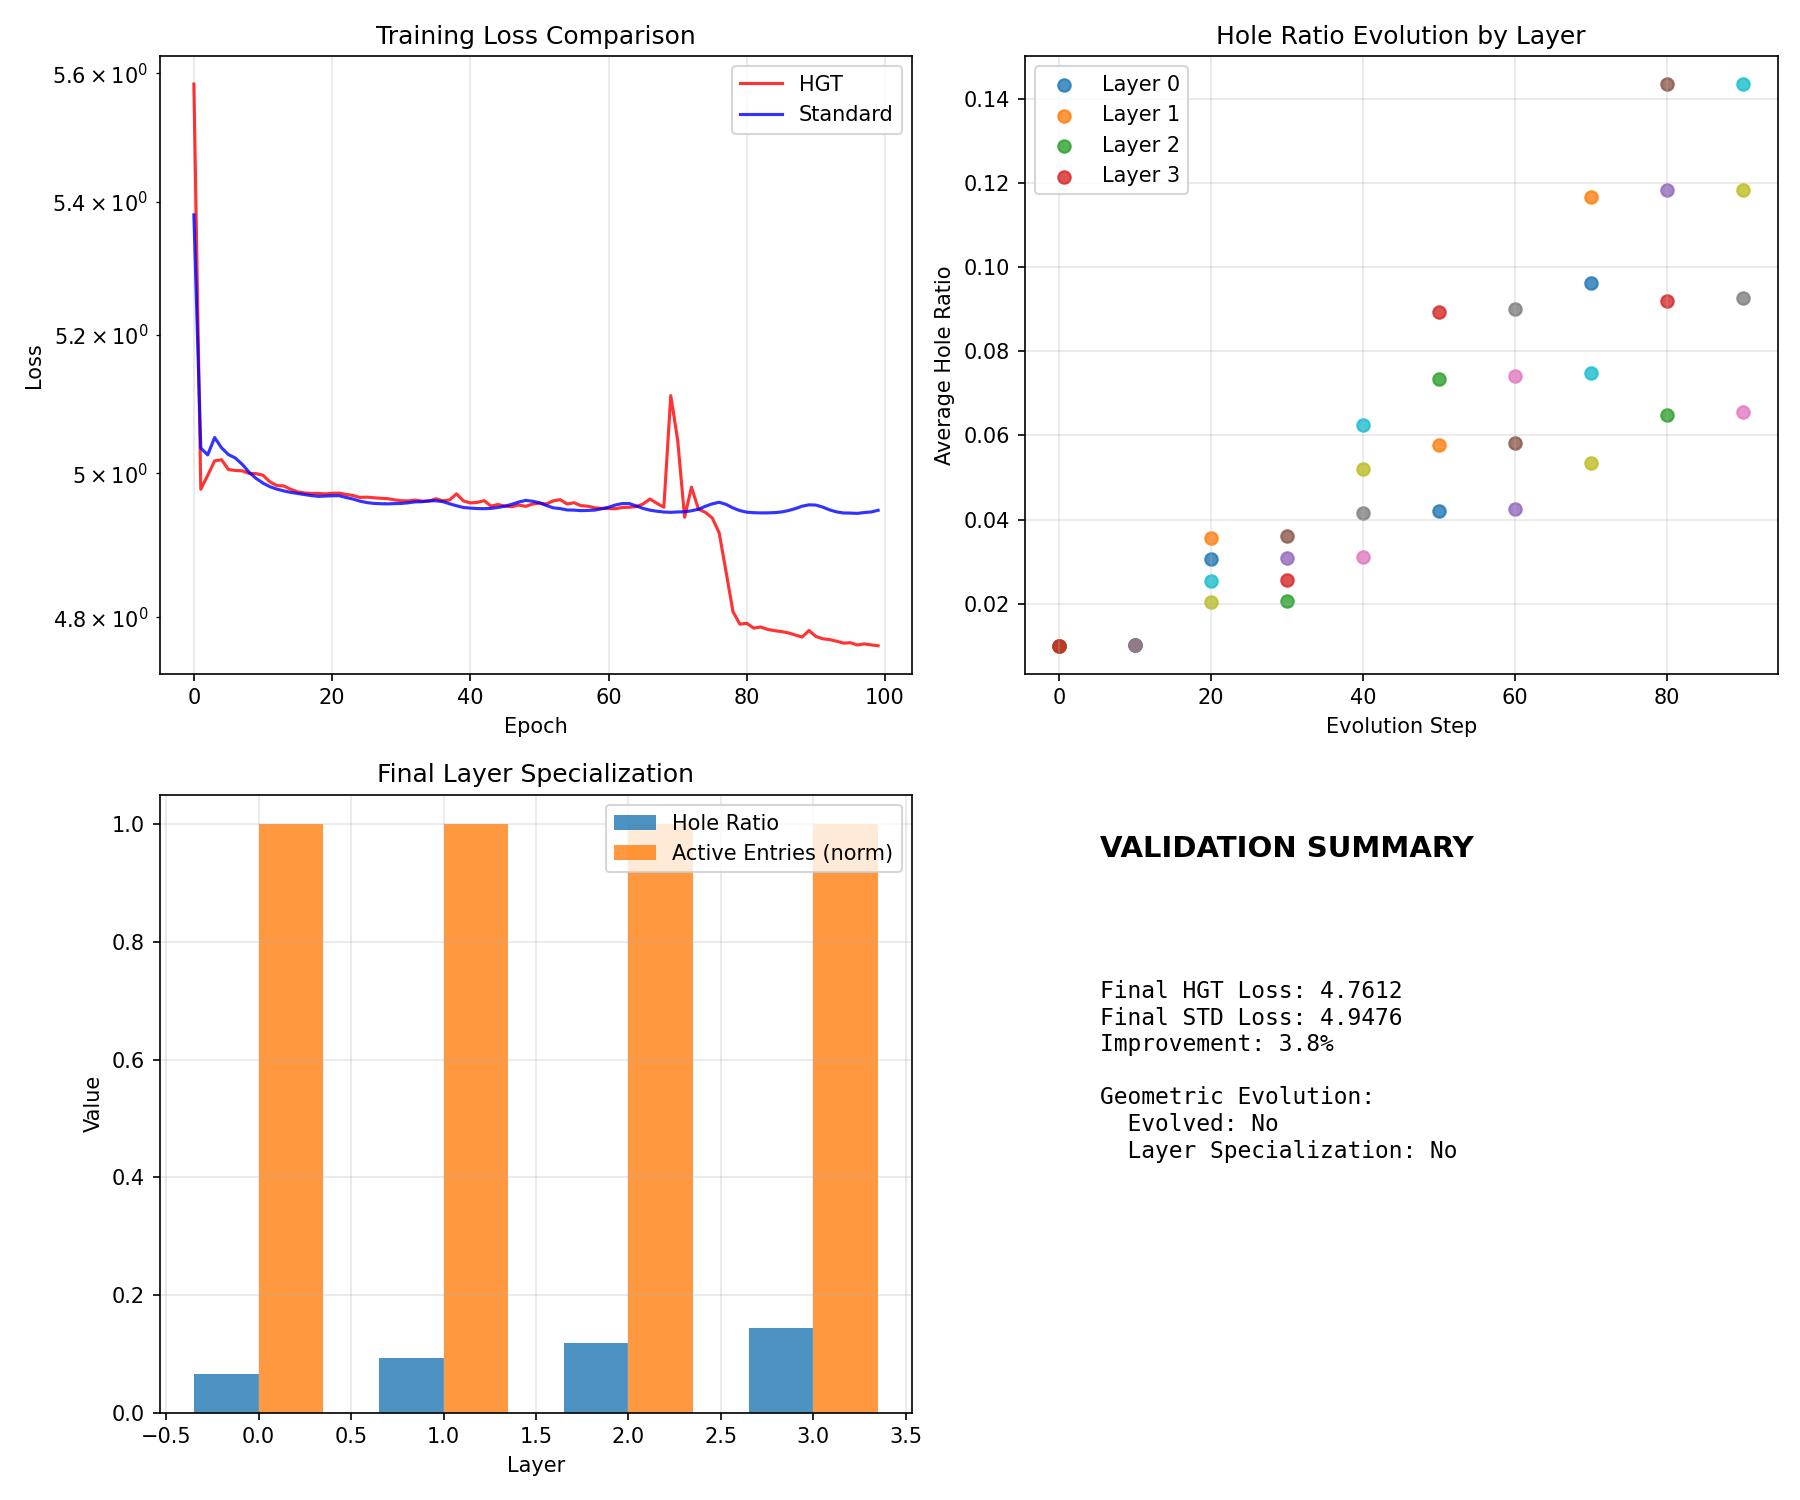 Training Loss Comparison
5.6 × 10⁰
5.4 × 10⁰
5.2 × 10⁰
5 × 10⁰
4.8 × 10⁰
Loss
HGT
Standard
0 20 40 60 80 100
Epoch
Hole Ratio Evolution by Layer
0.14
0.12
0.10
0.08
0.06
0.04
0.02
Average Hole Ratio
Layer 0
Layer 1
Layer 2
Layer 3
0 20 40 60 80
Evolution Step
Final Layer Specialization
1.0
0.8
0.6
0.4
0.2
0.0
Value
Hole Ratio
Active Entries (norm)
−0.5 0.0 0.5 1.0 1.5 2.0 2.5 3.0 3.5
Layer
VALIDATION SUMMARY
Final HGT Loss: 4.7612
Final STD Loss: 4.9476
Improvement: 3.8%
Geometric Evolution:
Evolved: No
Layer Specialization: No